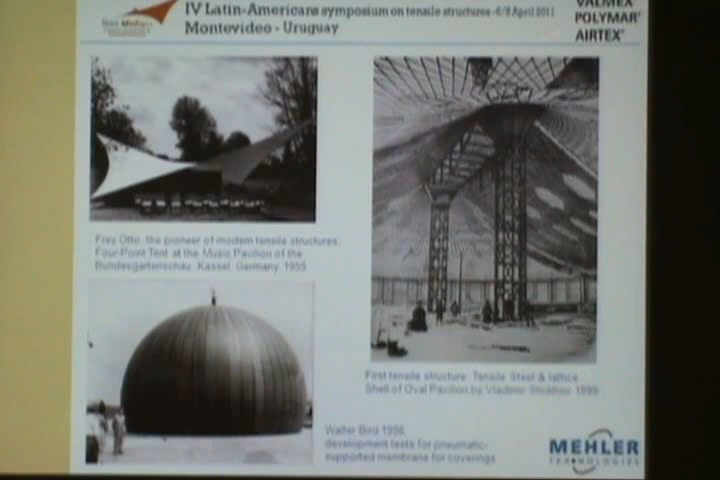 IV Latin-Americans symposium on tensile structures -6/8 April 2011
Montevideo - Uruguay
VALMEX
POLYMAR
AIRTEX
Frey Otto, the pioneer of modern tensile structures:
Four-Point Tent at the Music Pavilion of the
Bundesgartenschau, Kassel, Germany 1955
First tensile structure: Tensile Steel & lattice
Shell of Oval Pavilion by Vladimir Shukhov 1895
Walter Bird 1956,
development tests for pneumatic-
supported membrane for coverings
MEHLER
TEXNOLOGIES